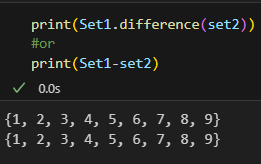 print(Set1.difference(set2))
#or
print(Set1-set2)
✓ 0.0s
{1, 2, 3, 4, 5, 6, 7, 8, 9}
{1, 2, 3, 4, 5, 6, 7, 8, 9}